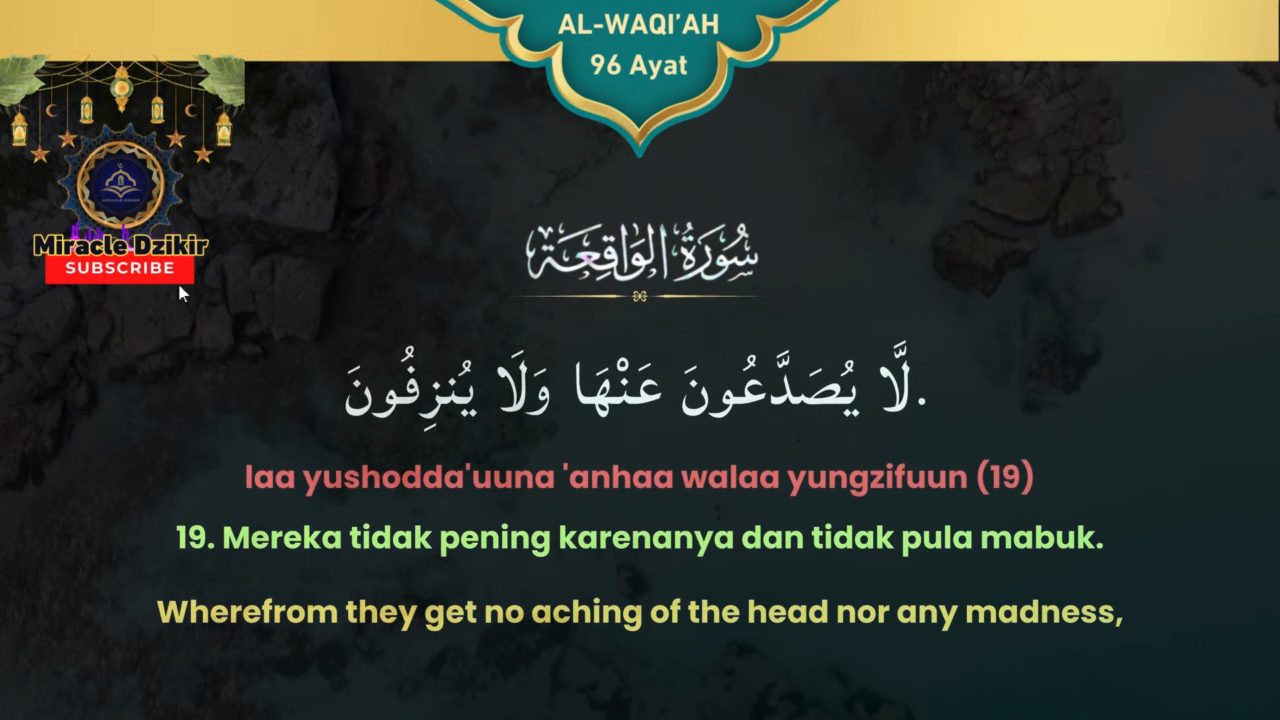 AL-WAQI’AH
96 Ayat
Miracle Dzikir
SUBSCRIBE
سُورَةُ الوَاقِعَة
لَّا يُصَدَّعُونَ عَنْهَا وَلَا يُنزِفُونَ.
laa yushodda'uuna 'anhaa walaa yungzifuun (19)
19. Mereka tidak pening karenanya dan tidak pula mabuk.
Wherefrom they get no aching of the head nor any madness,